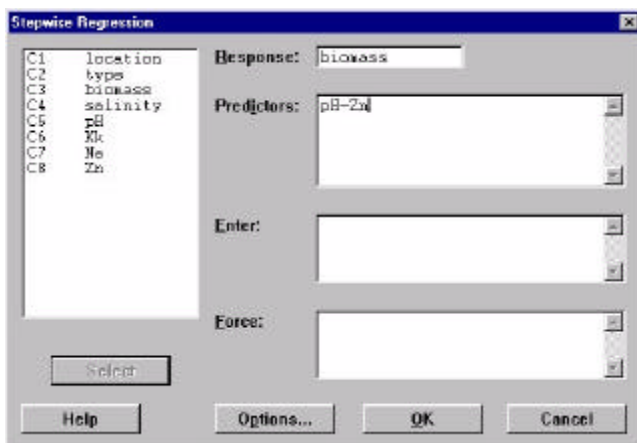 Stepwise Regression
C1 location
C2 type
C3 biomass
C4 salinity
C5 pH
C6 Kk
C7 Na
C8 Zn
Response: biomass
Predictors: pH-Zn
Enter:
Force:
Select
Help Options... OK Cancel